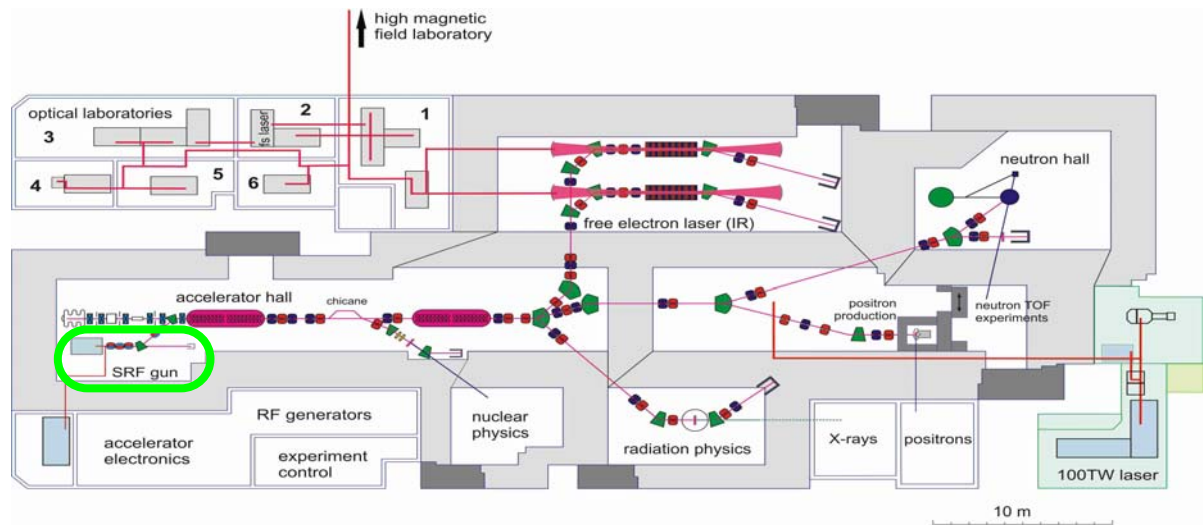 high magnetic
field laboratory
optical laboratories
1
2
3
4
5
6
fs laser
free electron laser (IR)
neutron hall
accelerator hall
chicane
SRF gun
positron
production
neutron TOF
experiments
RF generators
accelerator
electronics
experiment
control
nuclear
physics
radiation physics
X-rays
positrons
100TW laser
10 m